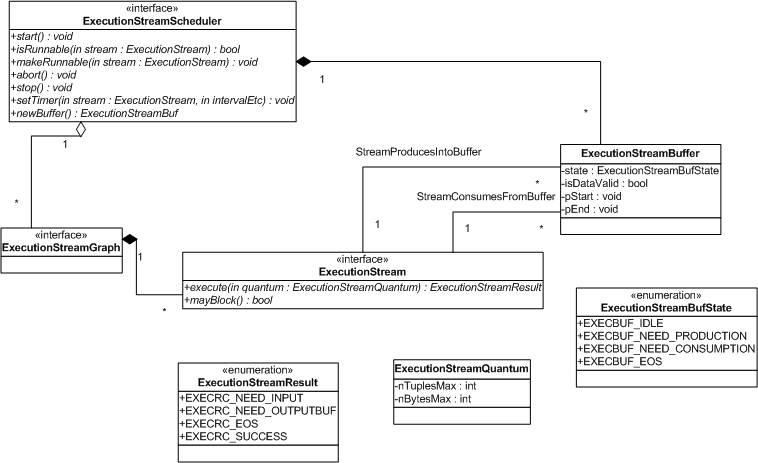 «interface»
ExecutionStreamScheduler
+start() : void
+isRunnable(in stream : ExecutionStream) : bool
+makeRunnable(in stream : ExecutionStream) : void
+abort() : void
+stop() : void
+setTimer(in stream : ExecutionStream, in intervalEtc) : void
+newBuffer() : ExecutionStreamBuf
1
*
1
*
ExecutionStreamBuffer
-state : ExecutionStreamBufState
-isDataValid : bool
-pStart : void
-pEnd : void
StreamProducesIntoBuffer
*
1
StreamConsumesFromBuffer
*
1
«interface»
ExecutionStreamGraph
1
*
«interface»
ExecutionStream
+execute(in quantum : ExecutionStreamQuantum) : ExecutionStreamResult
+mayBlock() : bool
«enumeration»
ExecutionStreamBufState
+EXECBUF_IDLE
+EXECBUF_NEED_PRODUCTION
+EXECBUF_NEED_CONSUMPTION
+EXECBUF_EOS
«enumeration»
ExecutionStreamResult
+EXECRC_NEED_INPUT
+EXECRC_NEED_OUTPUTBUF
+EXECRC_EOS
+EXECRC_SUCCESS
ExecutionStreamQuantum
-nTuplesMax : int
-nBytesMax : int